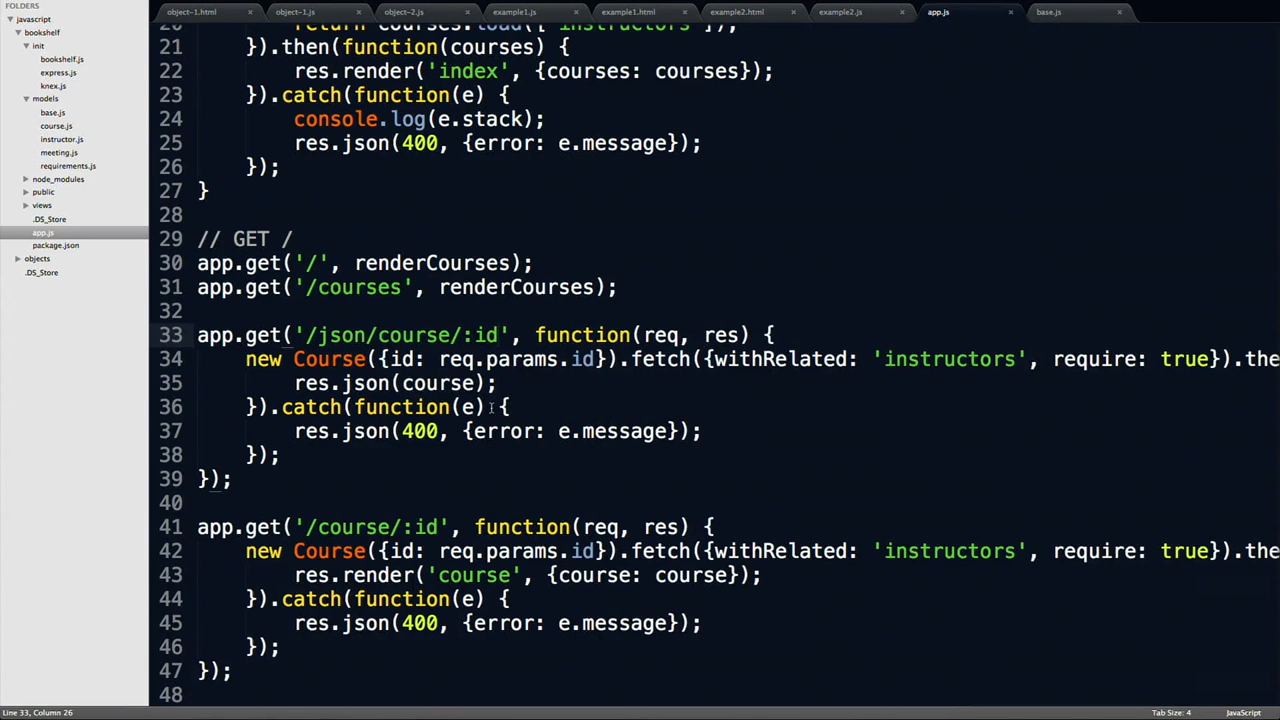 FOLDERS
javascript
bookshelf
init
bookshelf.js
express.js
knex.js
models
base.js
course.js
instructor.js
meeting.js
requirements.js
node_modules
public
views
.DS_Store
app.js
package.json
objects
.DS_Store
object-1.html × object-1.js × object-2.js × example1.js × example1.html × example2.html × example2.js × app.js × base.js ×
20 return courses.load(['instructors']);
21 }).then(function(courses) {
22 res.render('index', {courses: courses});
23 }).catch(function(e) {
24 console.log(e.stack);
25 res.json(400, {error: e.message});
26 });
27 }
28
29 // GET /
30 app.get('/', renderCourses);
31 app.get('/courses', renderCourses);
32
33 app.get('/json/course/:id', function(req, res) {
34 new Course({id: req.params.id}).fetch({withRelated: 'instructors', require: true}).the
35 res.json(course);
36 }).catch(function(e) {
37 res.json(400, {error: e.message});
38 });
39 });
40
41 app.get('/course/:id', function(req, res) {
42 new Course({id: req.params.id}).fetch({withRelated: 'instructors', require: true}).the
43 res.render('course', {course: course});
44 }).catch(function(e) {
45 res.json(400, {error: e.message});
46 });
47 });
48
Line 33, Column 26
Tab Size: 4 JavaScript